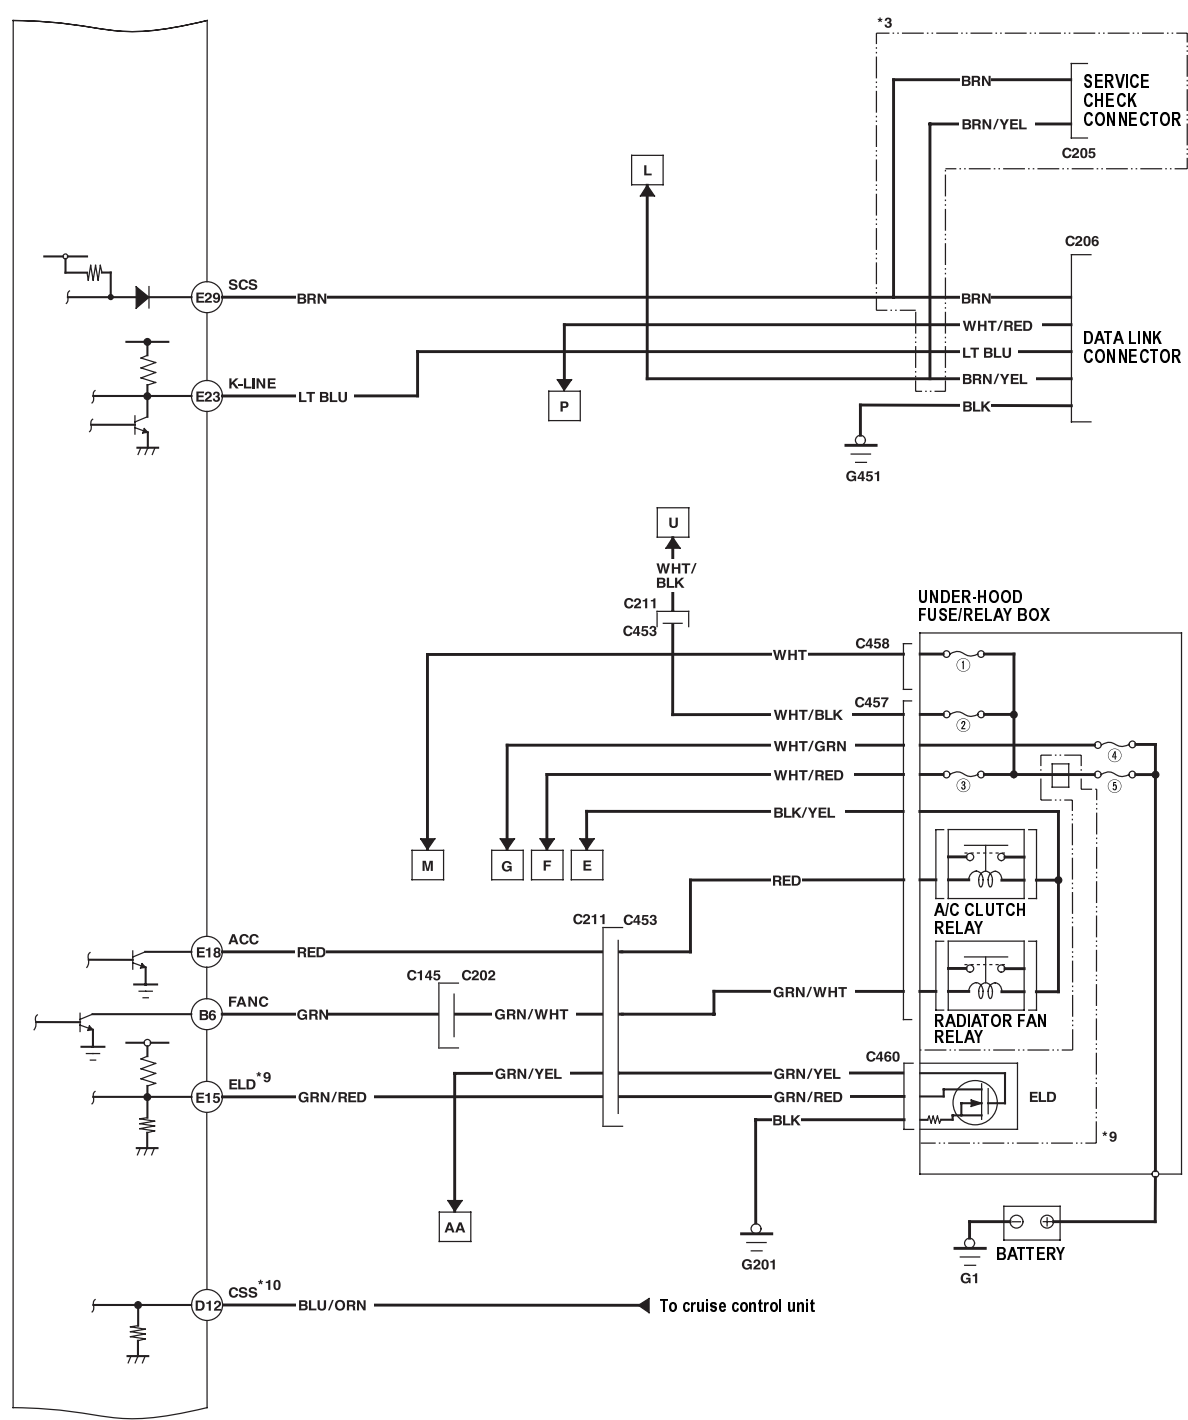 *3
BRN
SERVICE
CHECK
CONNECTOR
BRN/YEL
C205
L
C206
SCS
E29
BRN
BRN
WHT/RED
DATA LINK
CONNECTOR
LT BLU
K-LINE
BRN/YEL
E23
LT BLU
P
BLK
G451
U
WHT/
BLK
UNDER-HOOD
FUSE/RELAY BOX
C211
C453
C458
WHT
1
C457
WHT/BLK
2
WHT/GRN
4
WHT/RED
3
5
BLK/YEL
M
G
F
E
RED
A/C CLUTCH
RELAY
C211
C453
ACC
E18
RED
C145
C202
FANC
B6
GRN
GRN/WHT
GRN/WHT
RADIATOR FAN
RELAY
C460
GRN/YEL
GRN/YEL
ELD*9
E15
GRN/RED
GRN/RED
ELD
BLK
*9
AA
G201
BATTERY
G1
CSS*10
D12
BLU/ORN
To cruise control unit